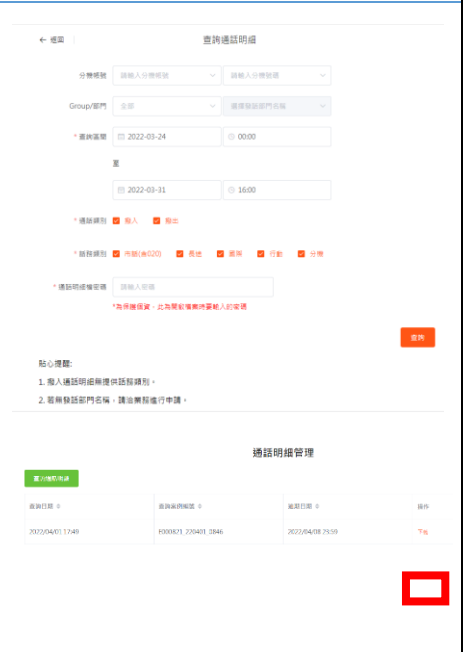 ← 返回 查詢通話明細
分機帳號 請輸入分機帳號 請輸入分機號碼
Group/部門 全部 選擇發話部門名稱
* 查詢區間 2022-03-24 00:00
至
2022-03-31 16:00
* 通話類別 撥入 撥出
* 話務類別 市話(含020) 長途 國際 行動 分機
* 通話明細檔密碼 請輸入密碼
*為保護個資,此為開啟檔案時要輸入的密碼
查詢
貼心提醒:
1. 撥入通話明細無提供話務類別。
2. 若無發話部門名稱,請洽業務進行申請。
通話明細管理
查詢日期 查詢案例編號 逾期日期 操作
2022/04/01 17:49 E000821_220401_0846 2022/04/08 23:59 下載